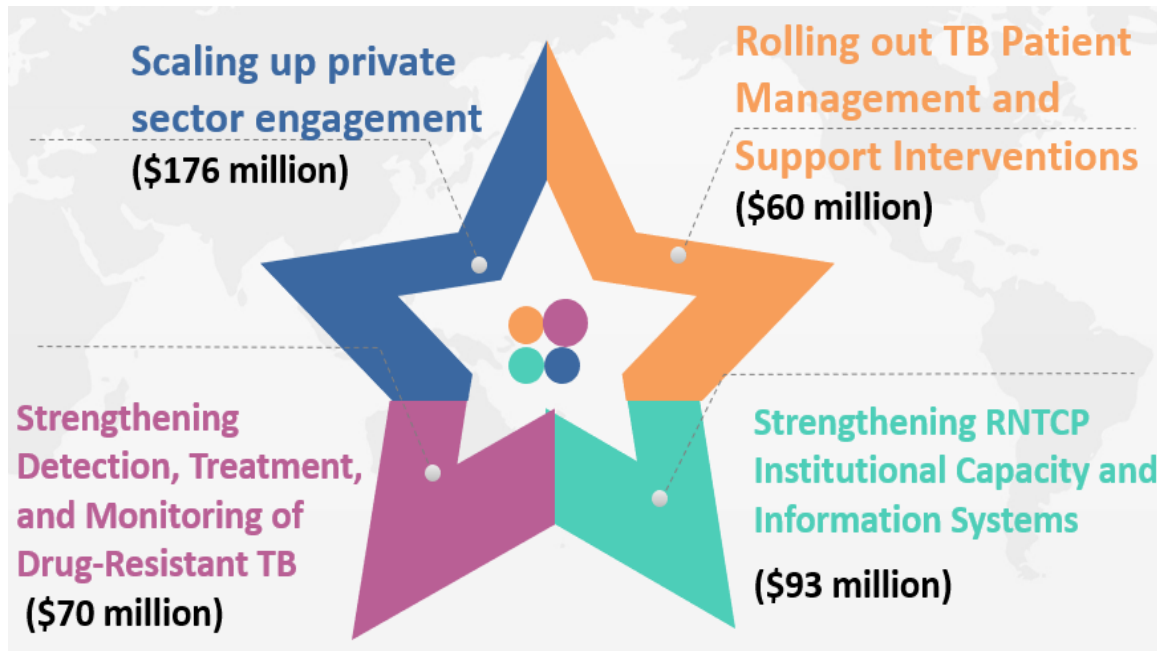 Scaling up private
sector engagement
($176 million)
Rolling out TB Patient
Management and
Support Interventions
($60 million)
Strengthening
Detection, Treatment,
and Monitoring of
Drug-Resistant TB
($70 million)
Strengthening RNTCP
Institutional Capacity and
Information Systems
($93 million)